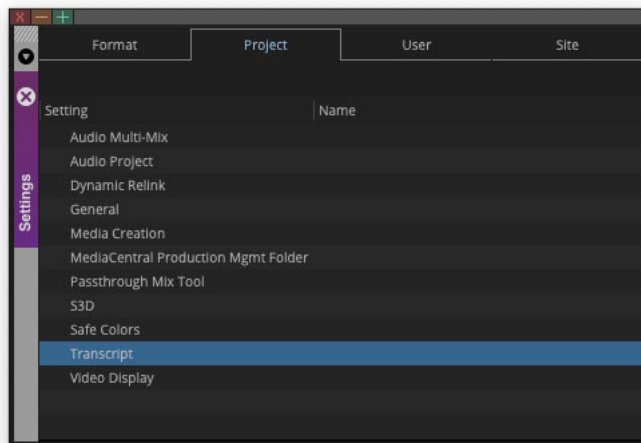 Format Project User Site
Setting Name
Audio Multi-Mix
Audio Project
Dynamic Relink
General
Media Creation
MediaCentral Production Mgmt Folder
Passthrough Mix Tool
S3D
Safe Colors
Transcript
Video Display
Settings